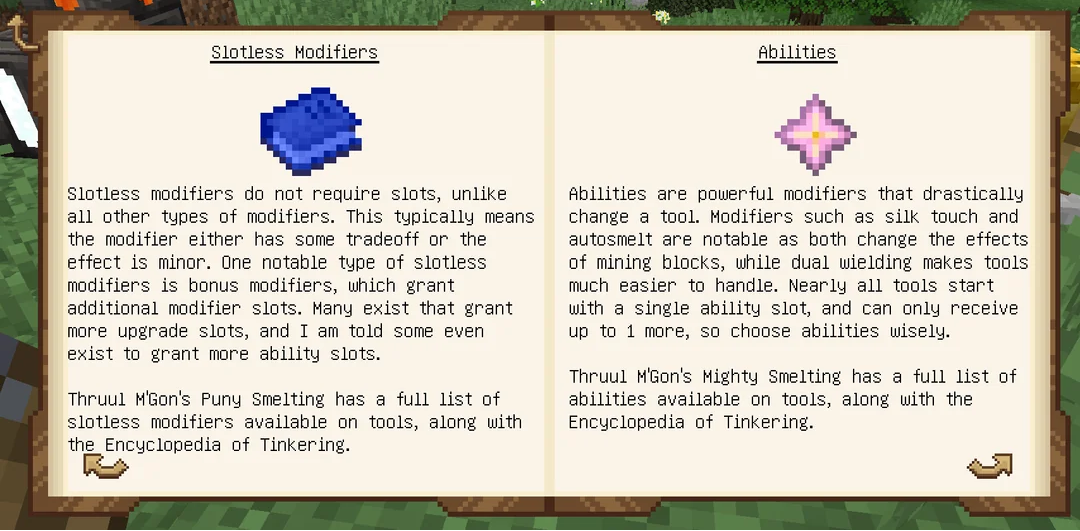 Slotless Modifiers
Slotless modifiers do not require slots, unlike
all other types of modifiers. This typically means
the modifier either has some tradeoff or the
effect is minor. One notable type of slotless
modifiers is bonus modifiers, which grant
additional modifier slots. Many exist that grant
more upgrade slots, and I am told some even
exist to grant more ability slots.
Thruul M'Gon's Puny Smelting has a full list of
slotless modifiers available on tools, along with
the Encyclopedia of Tinkering.
Abilities
Abilities are powerful modifiers that drastically
change a tool. Modifiers such as silk touch and
autosmelt are notable as both change the effects
of mining blocks, while dual wielding makes tools
much easier to handle. Nearly all tools start
with a single ability slot, and can only receive
up to 1 more, so choose abilities wisely.
Thruul M'Gon's Mighty Smelting has a full list of
abilities available on tools, along with the
Encyclopedia of Tinkering.